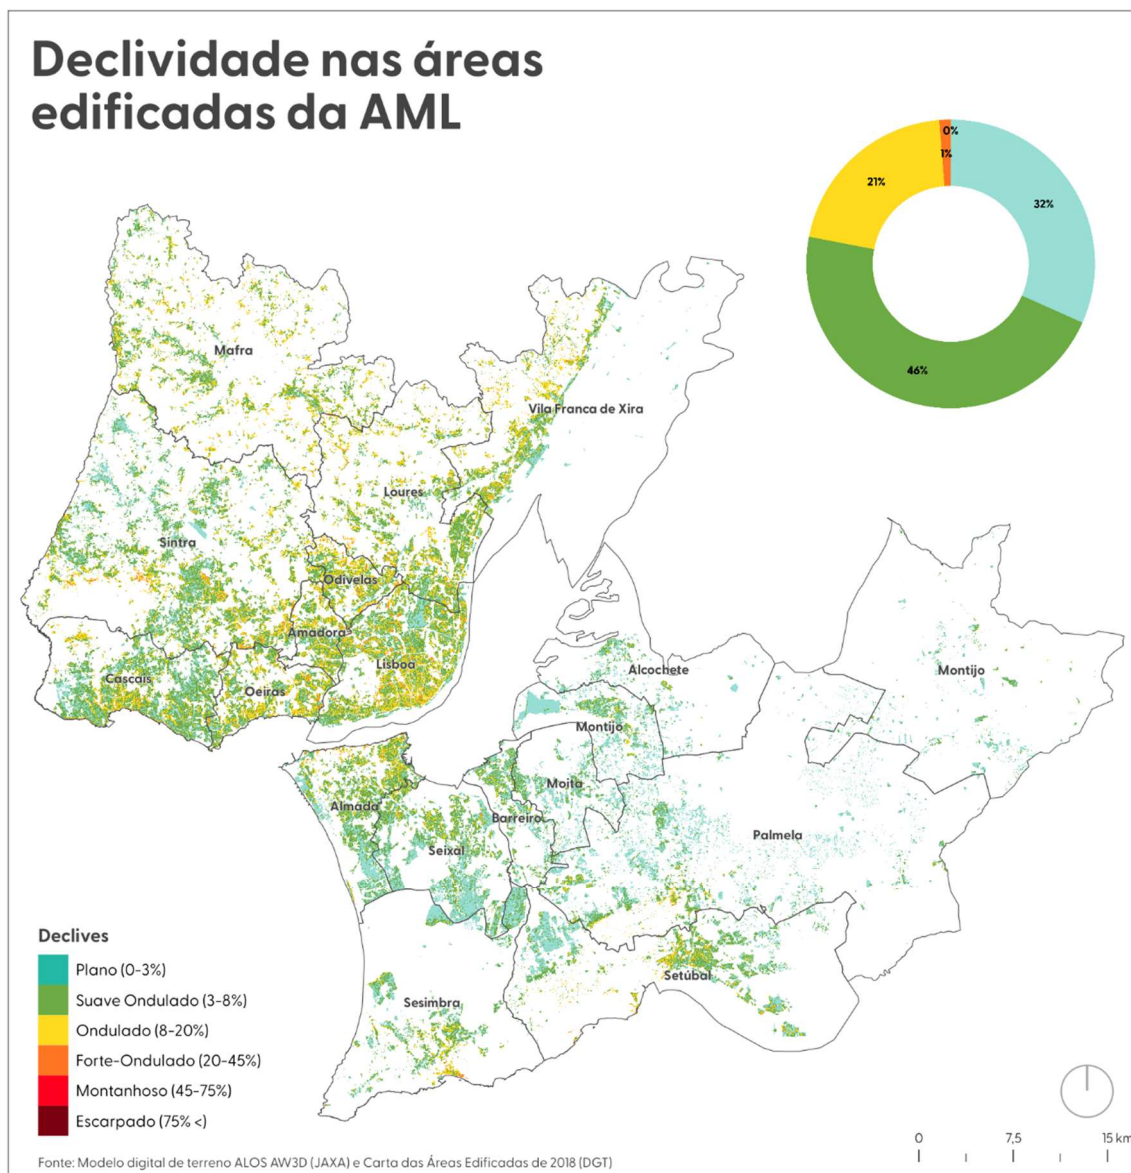 Declividade nas áreas
edificadas da AML
0%
1%
21%
32%
46%
Mafra
Vila Franca de Xira
Loures
Sintra
Odivelas
Amadora
Lisboa
Cascais
Oeiras
Alcochete
Montijo
Montijo
Moita
Almada
Barreiro
Palmela
Seixal
Setúbal
Sesimbra
Declives
Plano (0-3%)
Suave Ondulado (3-8%)
Ondulado (8-20%)
Forte-Ondulado (20-45%)
Montanhoso (45-75%)
Escarpado (75% <)
0 7,5 15 km
Fonte: Modelo digital de terreno ALOS AW3D (JAXA) e Carta das Áreas Edificadas de 2018 (DGT)